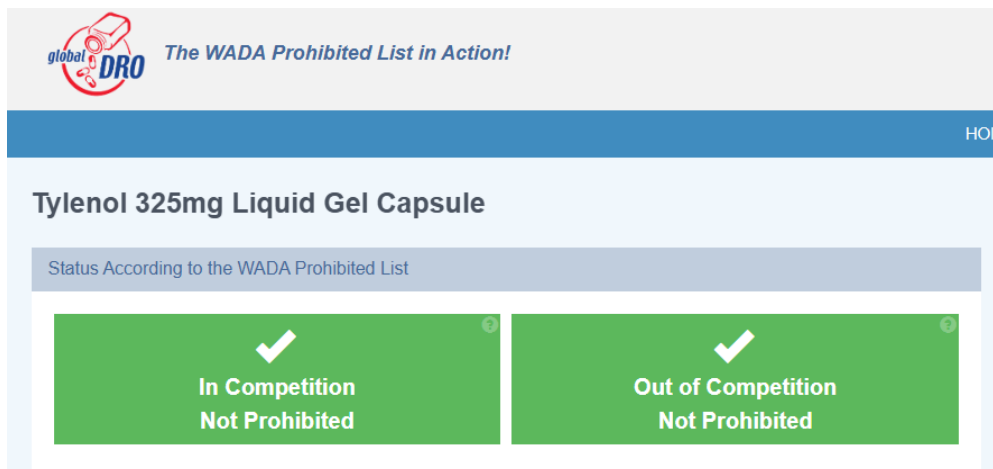 global
DRO
The WADA Prohibited List in Action!
Tylenol 325mg Liquid Gel Capsule
Status According to the WADA Prohibited List
?
?
In Competition
Not Prohibited
Out of Competition
Not Prohibited